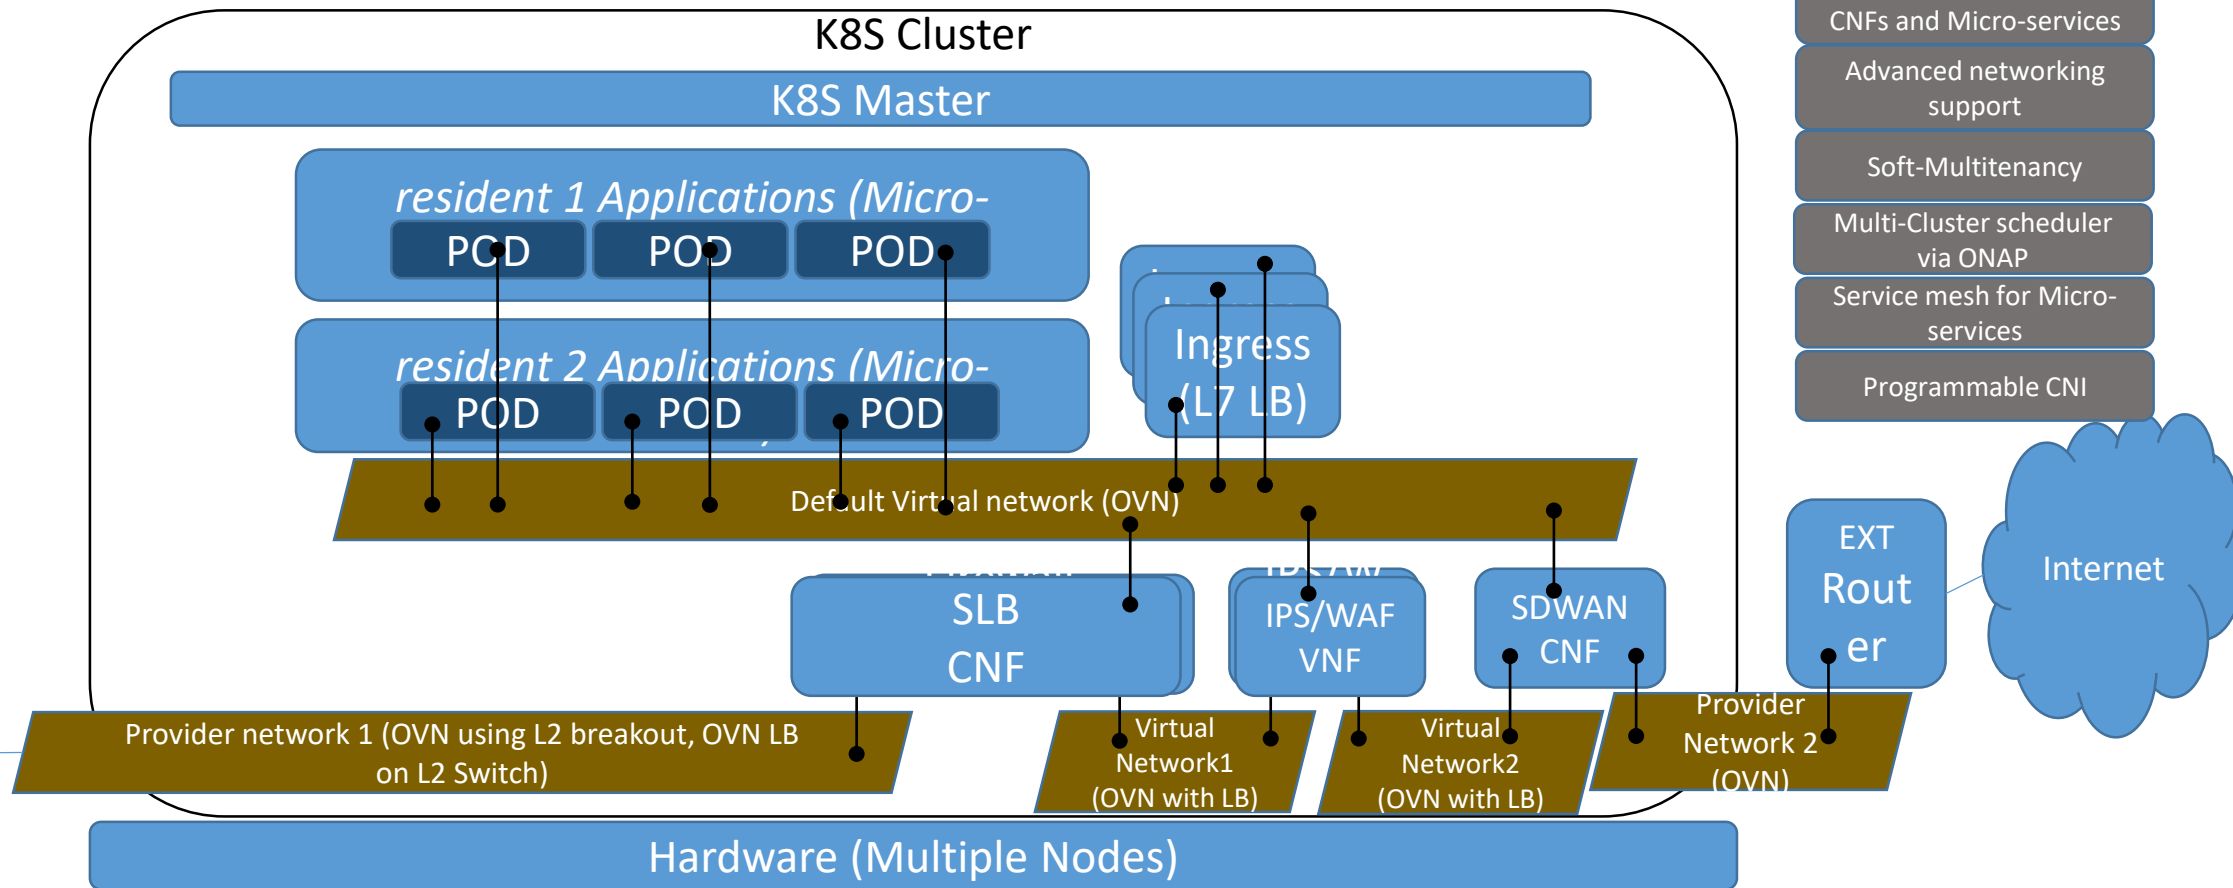 K8S Cluster
K8S Master
resident 1 Applications (Micro-
POD
POD
POD
resident 2 Applications (Micro-
POD
POD
POD
Ingress
(L7 LB)
Default Virtual network (OVN)
SLB
CNF
IPS/WAF
VNF
SDWAN
CNF
EXT
Rout
er
Internet
Provider network 1 (OVN using L2 breakout, OVN LB
on L2 Switch)
Virtual
Network1
(OVN with LB)
Virtual
Network2
(OVN with LB)
Provider
Network 2
(OVN)
Hardware (Multiple Nodes)
CNFs and Micro-services
Advanced networking
support
Soft-Multitenancy
Multi-Cluster scheduler
via ONAP
Service mesh for Micro-
services
Programmable CNI